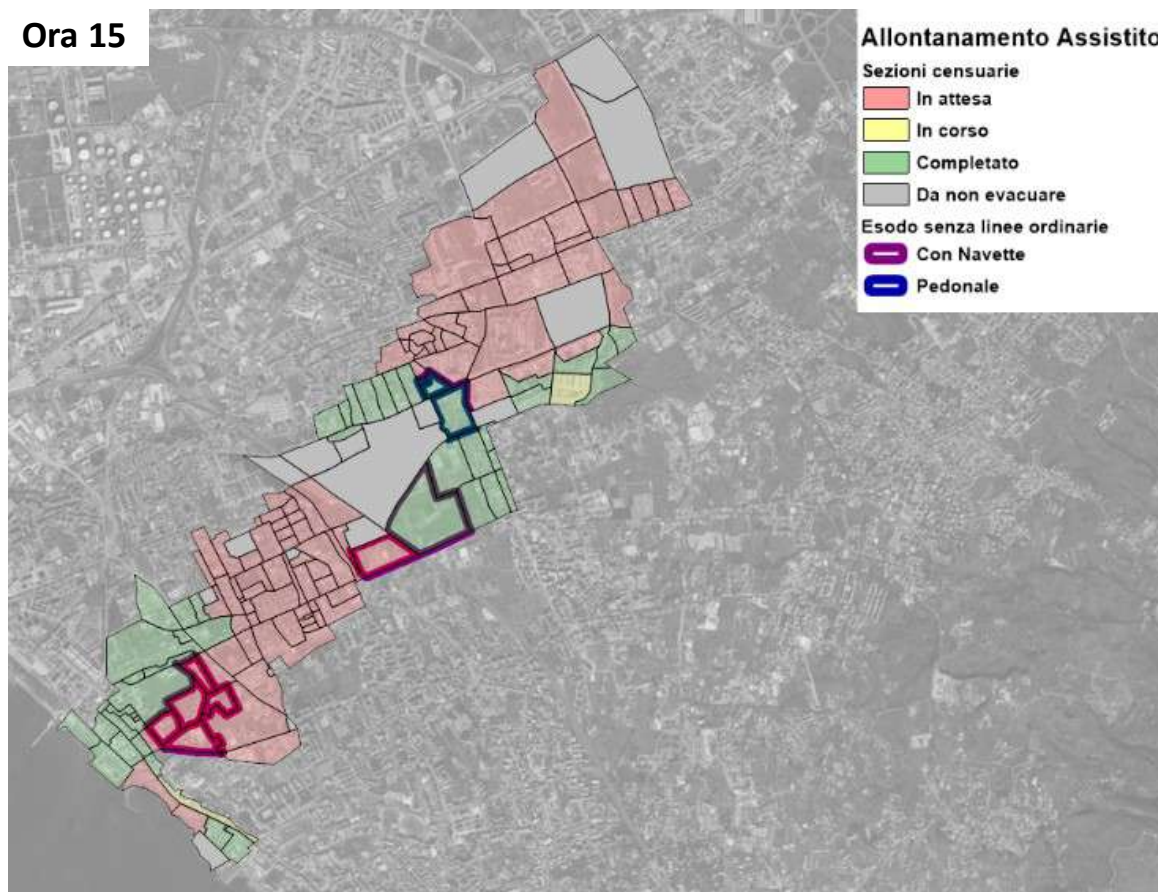 Ora 15
Allontanamento Assistito
Sezioni censuarie
In attesa
In corso
Completato
Da non evacuare
Esodo senza linee ordinarie
Con Navette
Pedonale